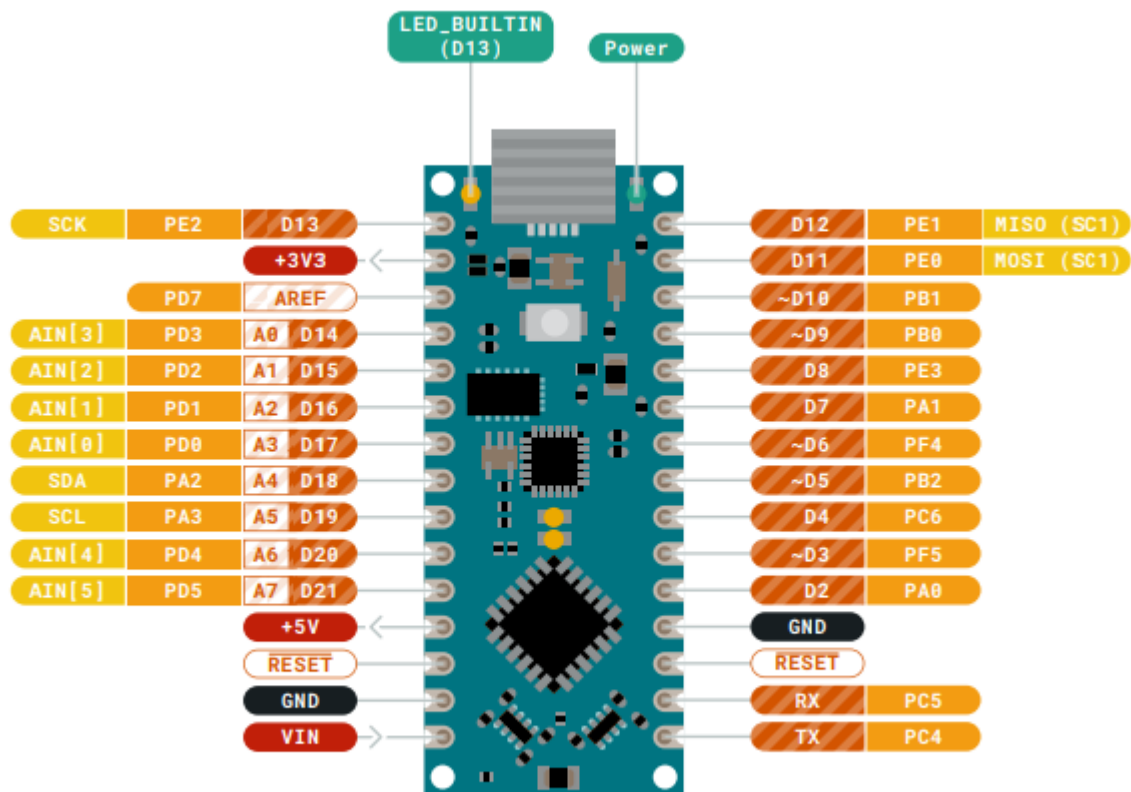 LED_BUILTIN
(D13)
Power
SCK PE2 D13 D12 PE1 MISO (SC1)
+3V3 D11 PE0 MOSI (SC1)
PD7 AREF ~D10 PB1
AIN[3] PD3 A0 D14 ~D9 PB0
AIN[2] PD2 A1 D15 D8 PE3
AIN[1] PD1 A2 D16 D7 PA1
AIN[0] PD0 A3 D17 ~D6 PF4
SDA PA2 A4 D18 ~D5 PB2
SCL PA3 A5 D19 D4 PC6
AIN[4] PD4 A6 D20 ~D3 PF5
AIN[5] PD5 A7 D21 D2 PA0
+5V GND
RESET RESET
GND RX PC5
VIN TX PC4